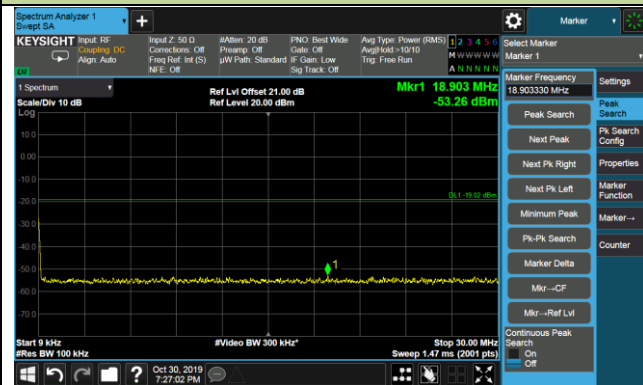 Spectrum Analyzer 1
Swept SA
Marker
KEYSIGHT
Input: RF
Coupling: DC
Align: Auto
Input Z: 50 Ω
Corrections: Off
Freq Ref: Int (S)
NFE: Off
#Atten: 20 dB
Preamp: Off
µW Path: Standard
PNO: Best Wide
Gate: Off
IF Gain: Low
Sig Track: Off
Avg Type: Power (RMS)
Avg|Hold:>10/10
Trig: Free Run
1 2 3 4 5 6
M W W W W W
A N N N N N
Select Marker
Marker 1
LW
1 Spectrum
Scale/Div 10 dB
Log
Ref Lvl Offset 21.00 dB
Ref Level 20.00 dBm
Mkr1 18.903 MHz
-53.26 dBm
10.0
0.00
-10.0
-20.0
-30.0
-40.0
-50.0
-60.0
-70.0
DL1 -19.02 dBm
1
Start 9 kHz
#Res BW 100 kHz
#Video BW 300 kHz*
Stop 30.00 MHz
Sweep 1.47 ms (2001 pts)
Marker Frequency
18.903330 MHz
Peak Search
Next Peak
Next Pk Right
Next Pk Left
Minimum Peak
Pk-Pk Search
Marker Delta
Mkr→CF
Mkr→Ref Lvl
Continuous Peak
Search
On
Off
Settings
Peak
Search
Pk Search
Config
Properties
Marker
Function
Marker→
Counter
?
Oct 30, 2019
7:27:02 PM